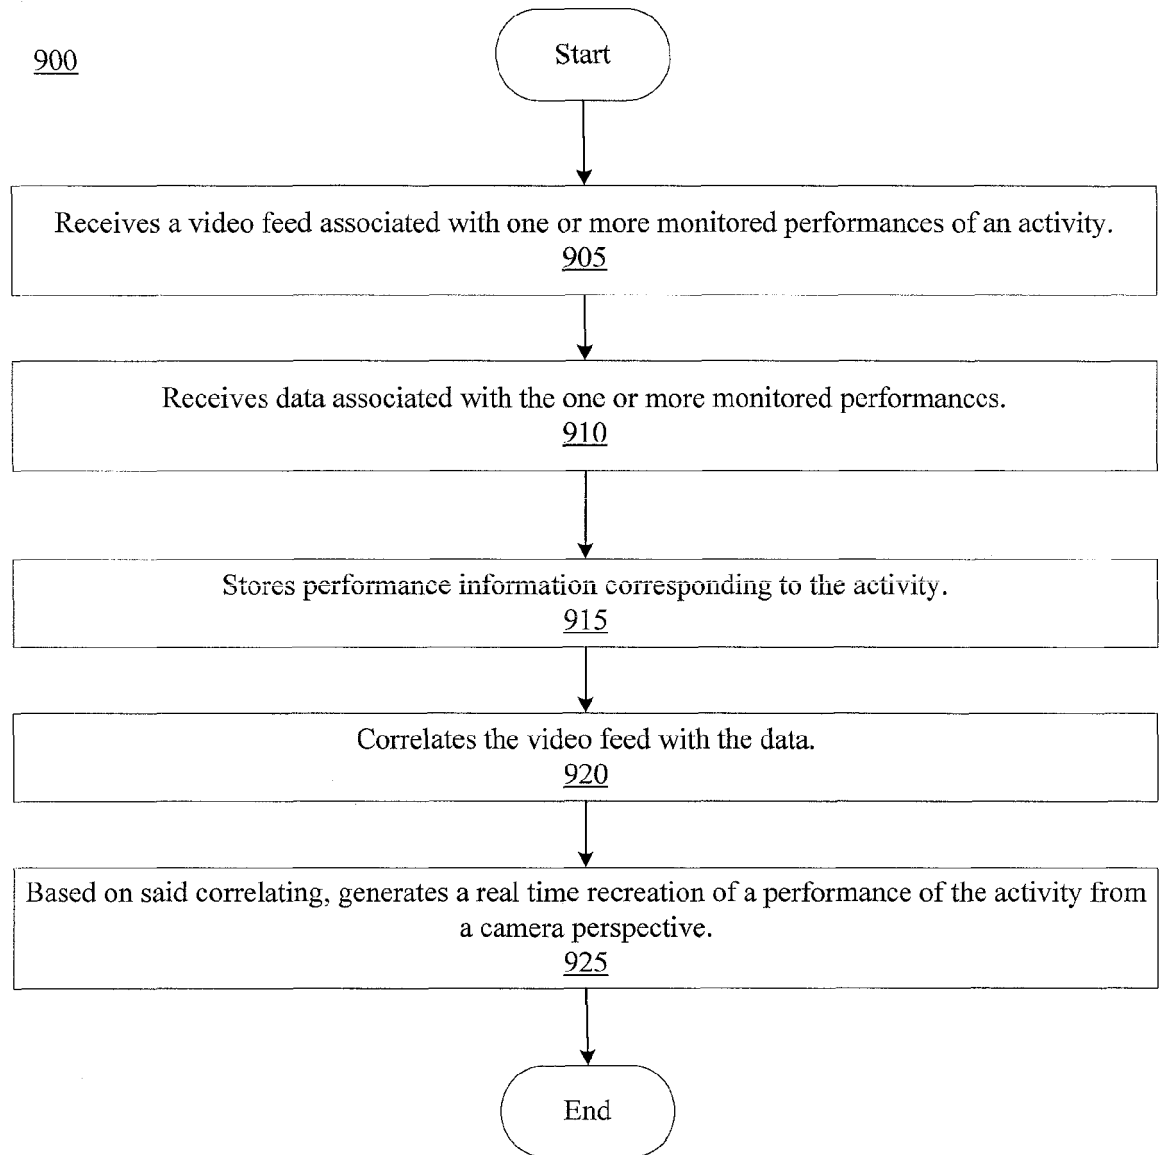 900
Start
Receives a video feed associated with one or more monitored performances of an activity.
905
Receives data associated with the one or more monitored performances.
910
Stores performance information corresponding to the activity.
915
Correlates the video feed with the data.
920
Based on said correlating, generates a real time recreation of a performance of the activity from
a camera perspective.
925
End